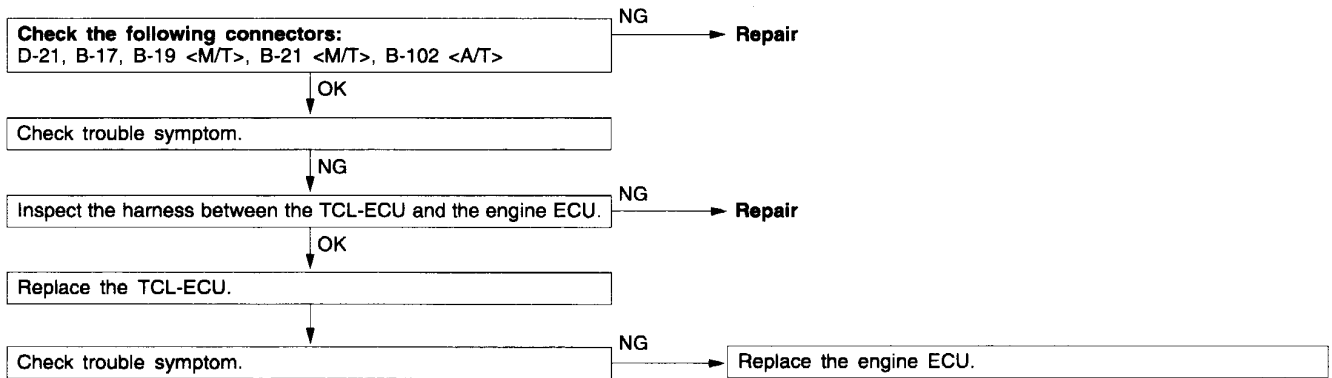 NG
Check the following connectors:
D-21, B-17, B-19 <M/T>, B-21 <M/T>, B-102 <A/T>
Repair
OK
Check trouble symptom.
NG
NG
Inspect the harness between the TCL-ECU and the engine ECU.
Repair
OK
Replace the TCL-ECU.
NG
Check trouble symptom.
Replace the engine ECU.